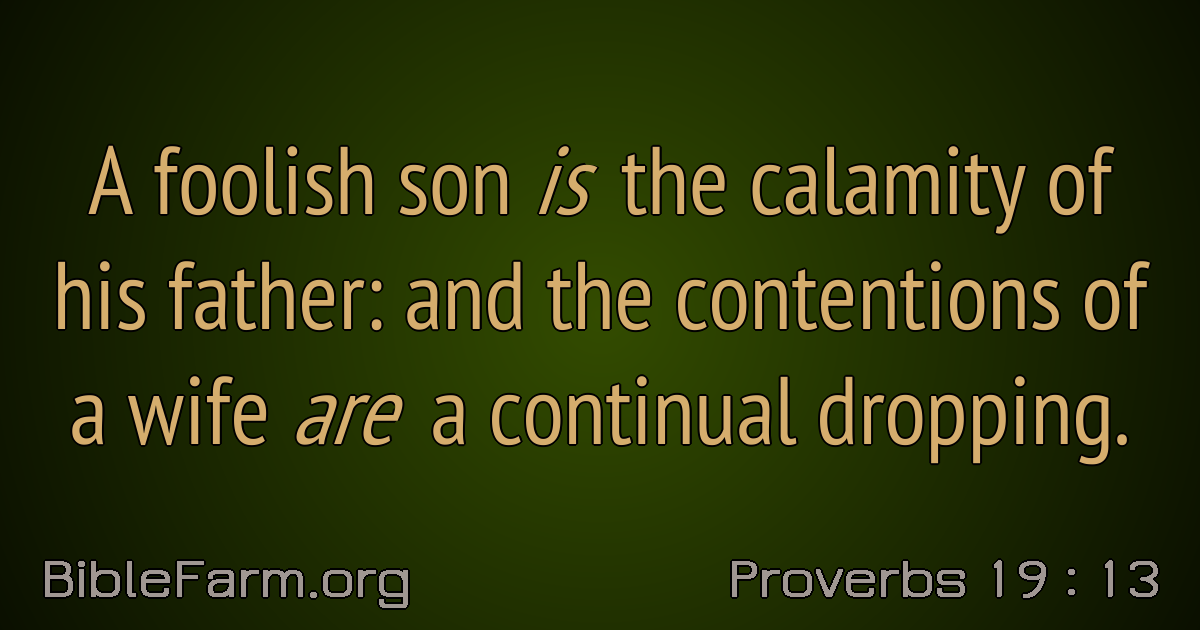 A foolish son is the calamity of
his father: and the contentions of
a wife are a continual dropping.
BibleFarm.org
Proverbs 19 : 13